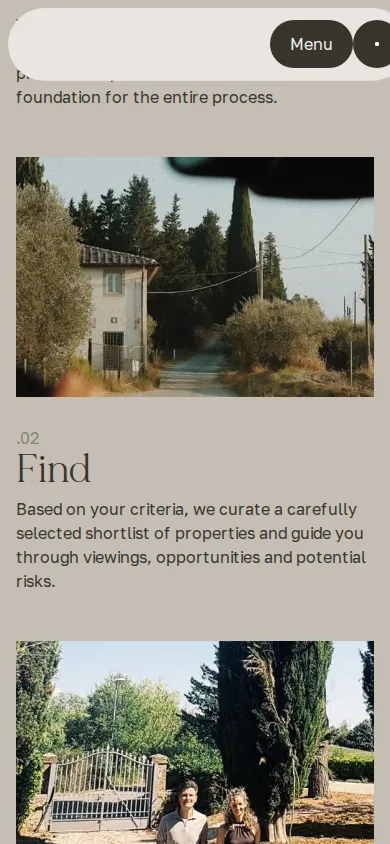 Menu
foundation for the entire process.
.02
Find
Based on your criteria, we curate a carefully
selected shortlist of properties and guide you
through viewings, opportunities and potential
risks.